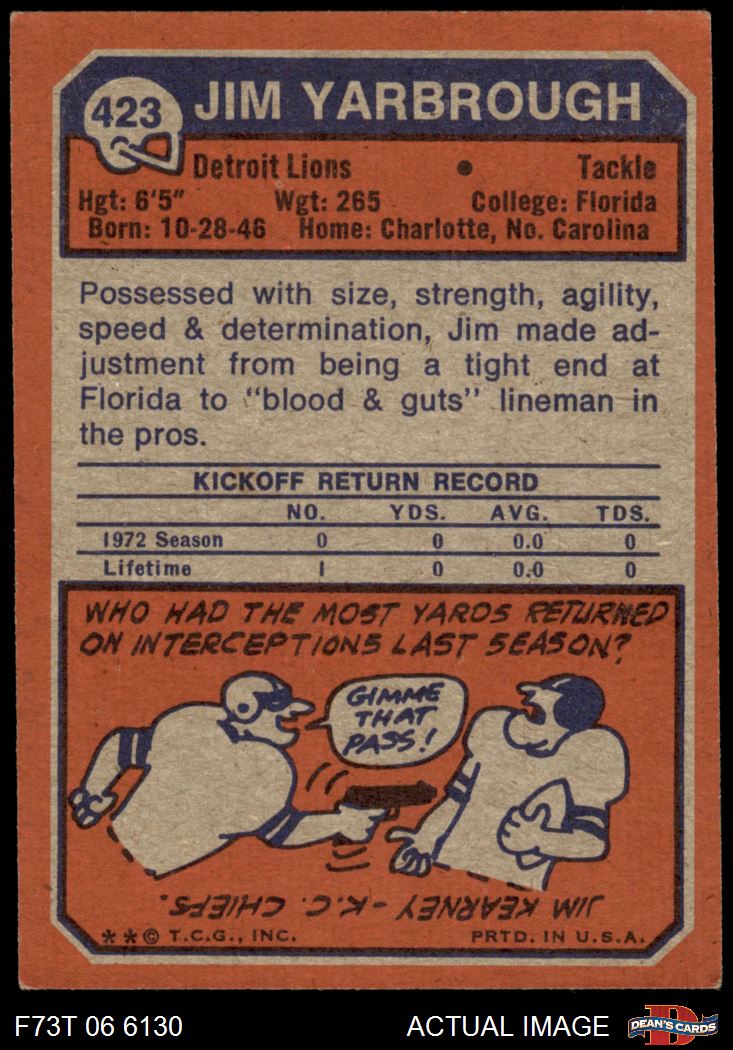 423
JIM YARBROUGH
Detroit Lions • Tackle
Hgt: 6'5" Wgt: 265 College: Florida
Born: 10-28-46 Home: Charlotte, No. Carolina
Possessed with size, strength, agility,
speed & determination, Jim made ad-
justment from being a tight end at
Florida to "blood & guts" lineman in
the pros.
KICKOFF RETURN RECORD
NO. YDS. AVG. TDS.
1972 Season 0 0 0.0 0
Lifetime 1 0 0.0 0
WHO HAD THE MOST YARDS RETURNED
ON INTERCEPTIONS LAST SEASON?
GIMME
THAT
PASS!
JIM KEARNEY - K.C. CHIEFS.
**© T.C.G., INC. PRTD. IN U.S.A.
F73T 06 6130 ACTUAL IMAGE
D
DEAN'S CARDS